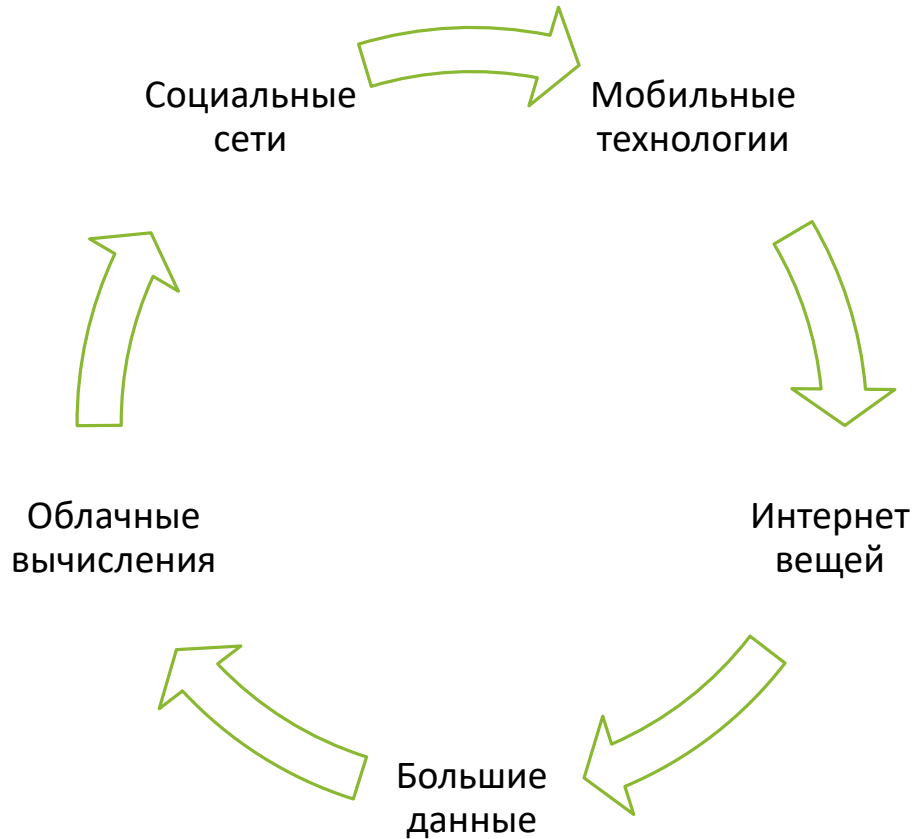 Социальные
сети
Мобильные
технологии
Интернет
вещей
Большие
данные
Облачные
вычисления